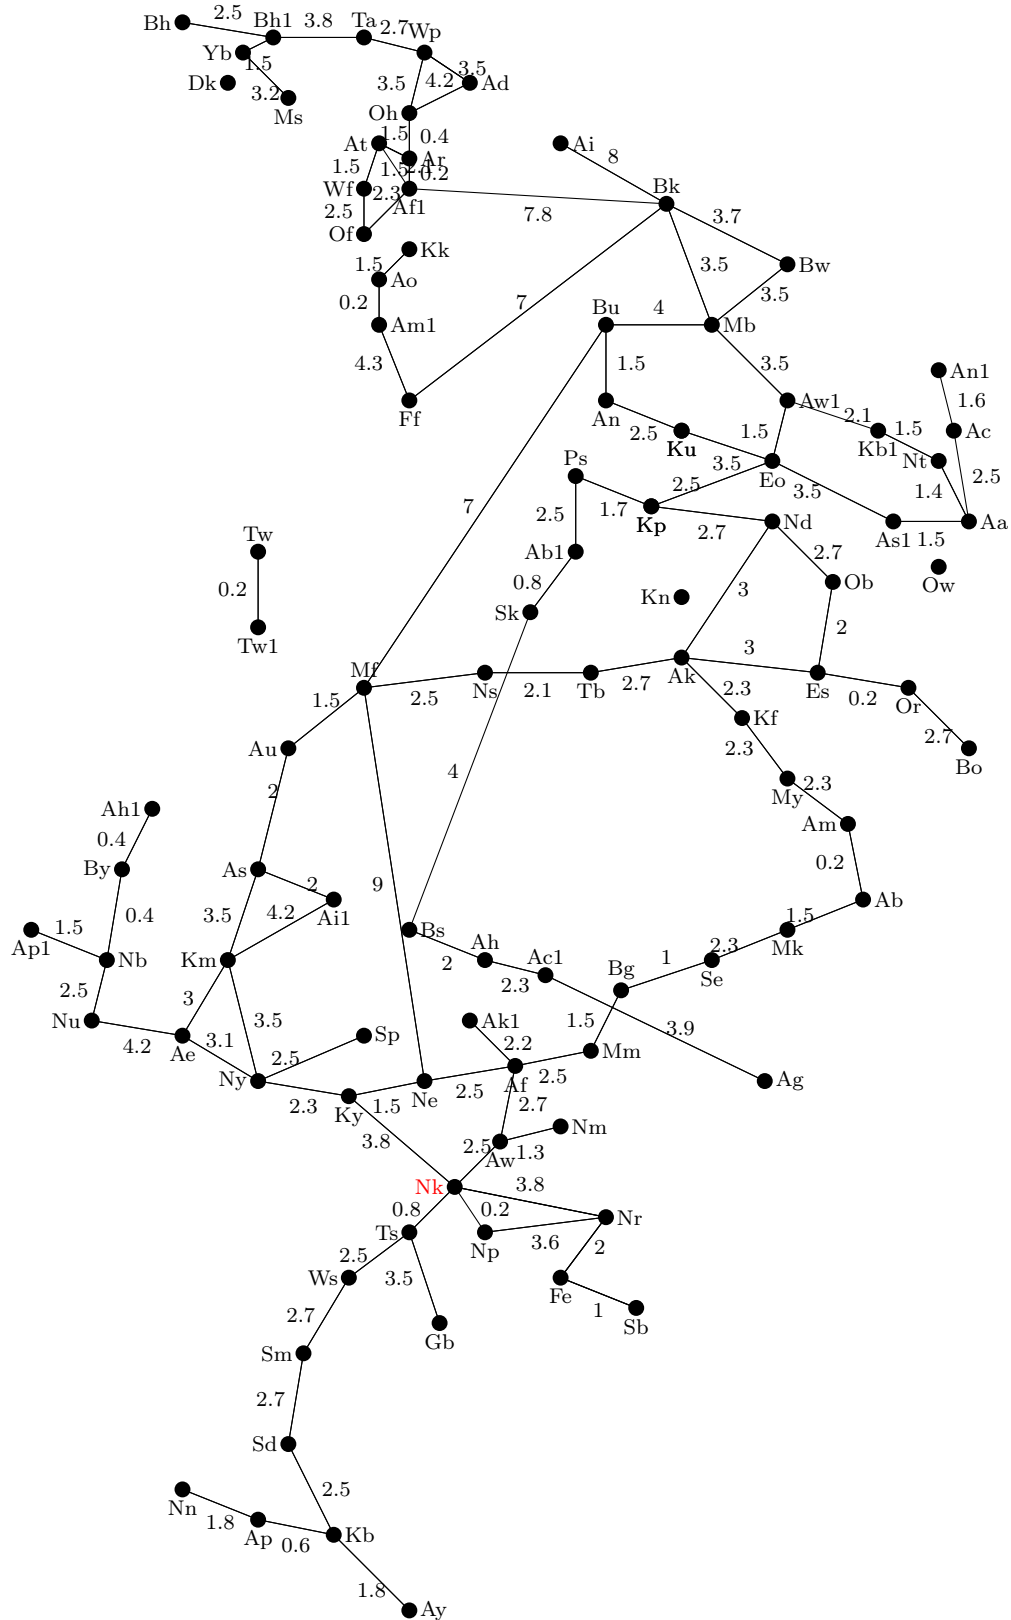 Bh 2.5 Bh1 3.8 Ta 2.7 Wp
Yb 1.5 3.5
Dk 3.2 3.5 4.2 Ad
Ms Oh
At 1.5 0.4 Ai
1.5 1.5 2.1 Ar 8
Wf 2.3 0.2 Bk
2.5 Af1 7.8 3.7
Of
Kk
1.5 3.5 Bw
Ao
0.2 7 3.5
Am1 Bu 4 Mb
4.3 1.5 3.5 An1
1.6
Ff An Aw1 2.1
2.5 1.5 Kb1 1.5 Ac
Ku
Ps 3.5 Eo Nt
2.5 3.5 1.4 2.5
7 2.5 1.7 Kp 2.7 Nd As1 1.5 Aa
Tw Ab1 2.7
0.2 0.8 3 Ob Ow
Kn
Sk 2
Tw1
Mf 3
2.5 Ns 2.1 Tb 2.7 Ak Es 0.2 Or
1.5 2.3
Au Kf 2.7
4 2.3 Bo
2 My 2.3
Ah1 Am
0.4
By As 2 9 0.2
4.2 Ai1 Ab
1.5 0.4 3.5 1.5
Ap1 Bs Mk
Nb Km 2 Ah Ac1 1 2.3
2.5 3 2.3 Bg Se
Nu 3.5 Ak1 1.5 3.9
4.2 Ae 3.1 Sp 2.2 Mm
2.5 Af 2.5
Ny 2.3 1.5 Ne 2.5 Ag
Ky 2.7
3.8 2.5 Aw 1.3 Nm
Nk 3.8
0.8 0.2
Ts Np 3.6 Nr
2.5 3.5 2
Ws Fe
2.7 Gb 1 Sb
Sm
2.7
Sd
2.5
Nn
1.8 Ap 0.6 Kb
1.8
Ay